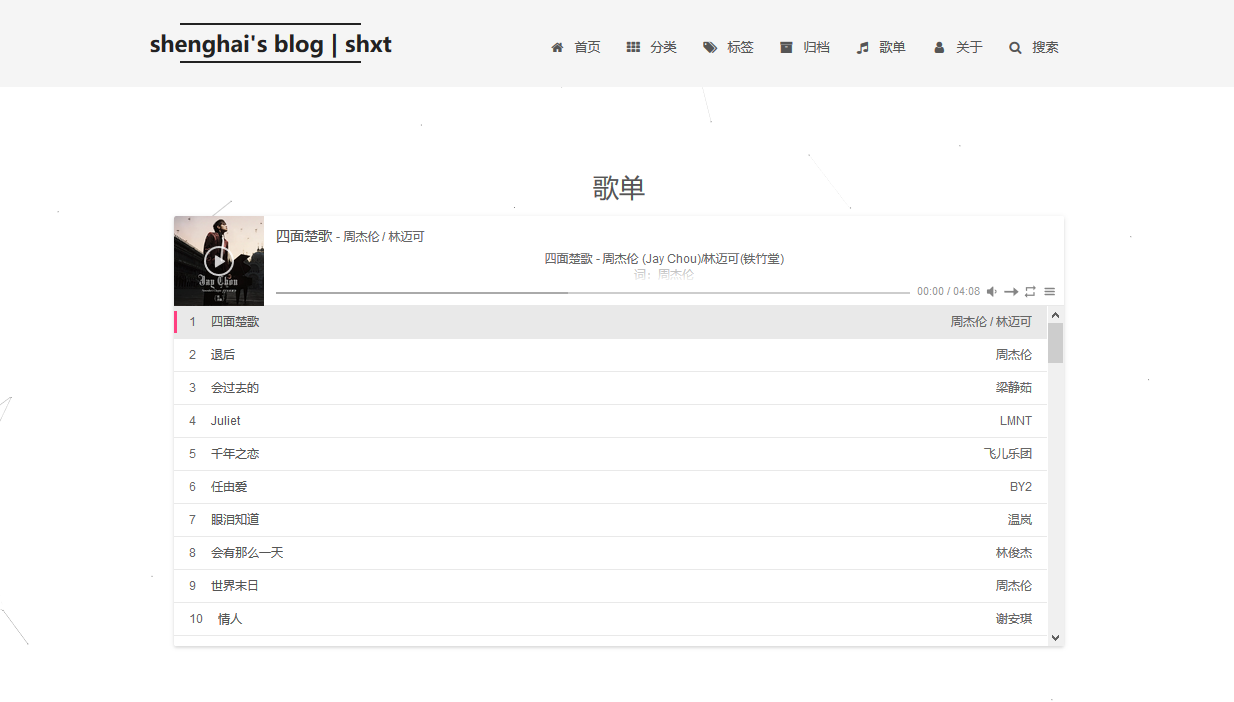 shenghai's blog | shxt
首页 分类 标签 归档 歌单 关于 搜索
歌单
四面楚歌 - 周杰伦 / 林迈可
四面楚歌 - 周杰伦 (Jay Chou)/林迈可(铁竹堂)
词：周杰伦
Jay Chou
00:00 / 04:08
1 四面楚歌 周杰伦 / 林迈可
2 退后 周杰伦
3 会过去的 梁静茹
4 Juliet LMNT
5 千年之恋 飞儿乐团
6 任由爱 BY2
7 眼泪知道 温岚
8 会有那么一天 林俊杰
9 世界末日 周杰伦
10 情人 谢安琪